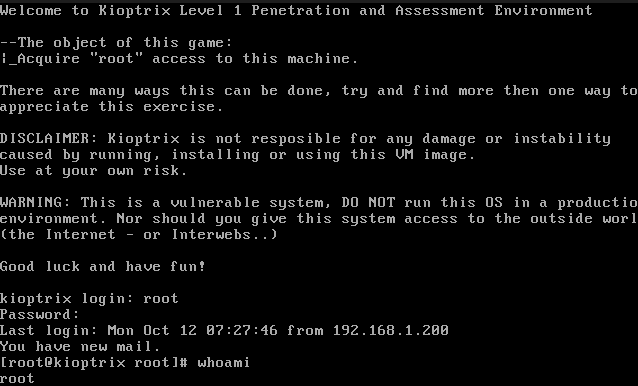 Welcome to Kioptrix Level 1 Penetration and Assessment Environment
--The object of this game:
|_Acquire "root" access to this machine.
There are many ways this can be done, try and find more then one way to
appreciate this exercise.
DISCLAIMER: Kioptrix is not resposible for any damage or instability
caused by running, installing or using this VM image.
Use at your own risk.
WARNING: This is a vulnerable system, DO NOT run this OS in a productio
environment. Nor should you give this system access to the outside worl
(the Internet - or Interwebs..)
Good luck and have fun!
kioptrix login: root
Password:
Last login: Mon Oct 12 07:27:46 from 192.168.1.200
You have new mail.
[root@kioptrix root]# whoami
root